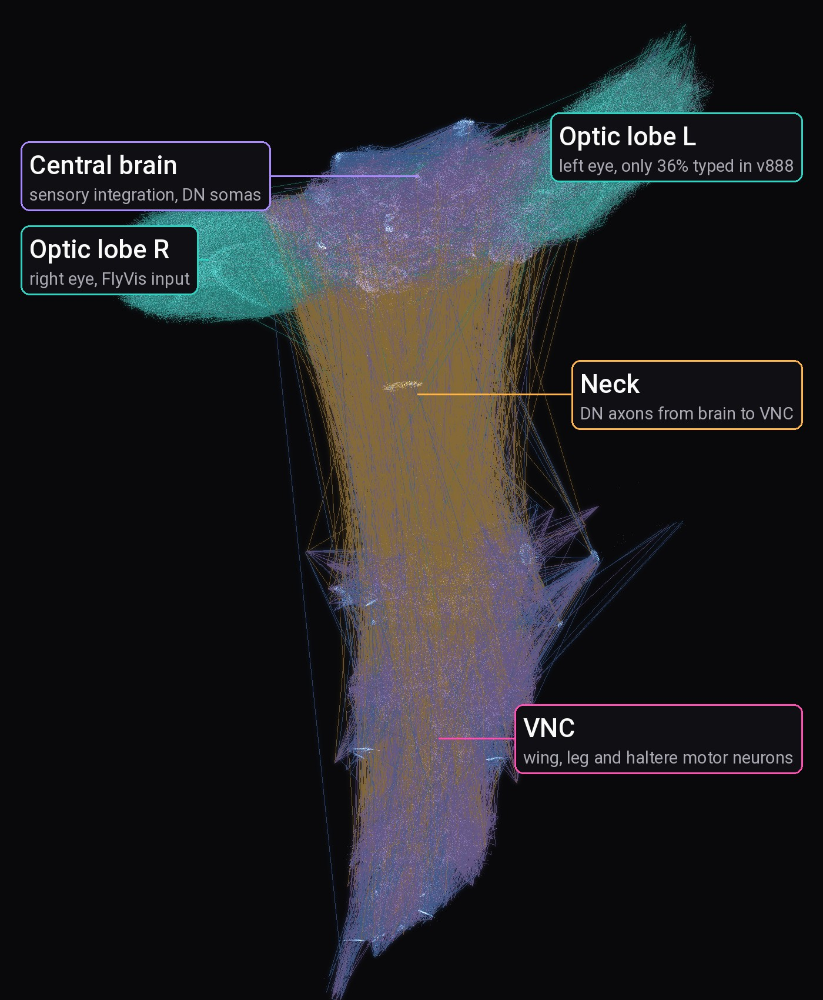 Optic lobe L
left eye, only 36% typed in v888
Central brain
sensory integration, DN somas
Optic lobe R
right eye, FlyVis input
Neck
DN axons from brain to VNC
VNC
wing, leg and haltere motor neurons